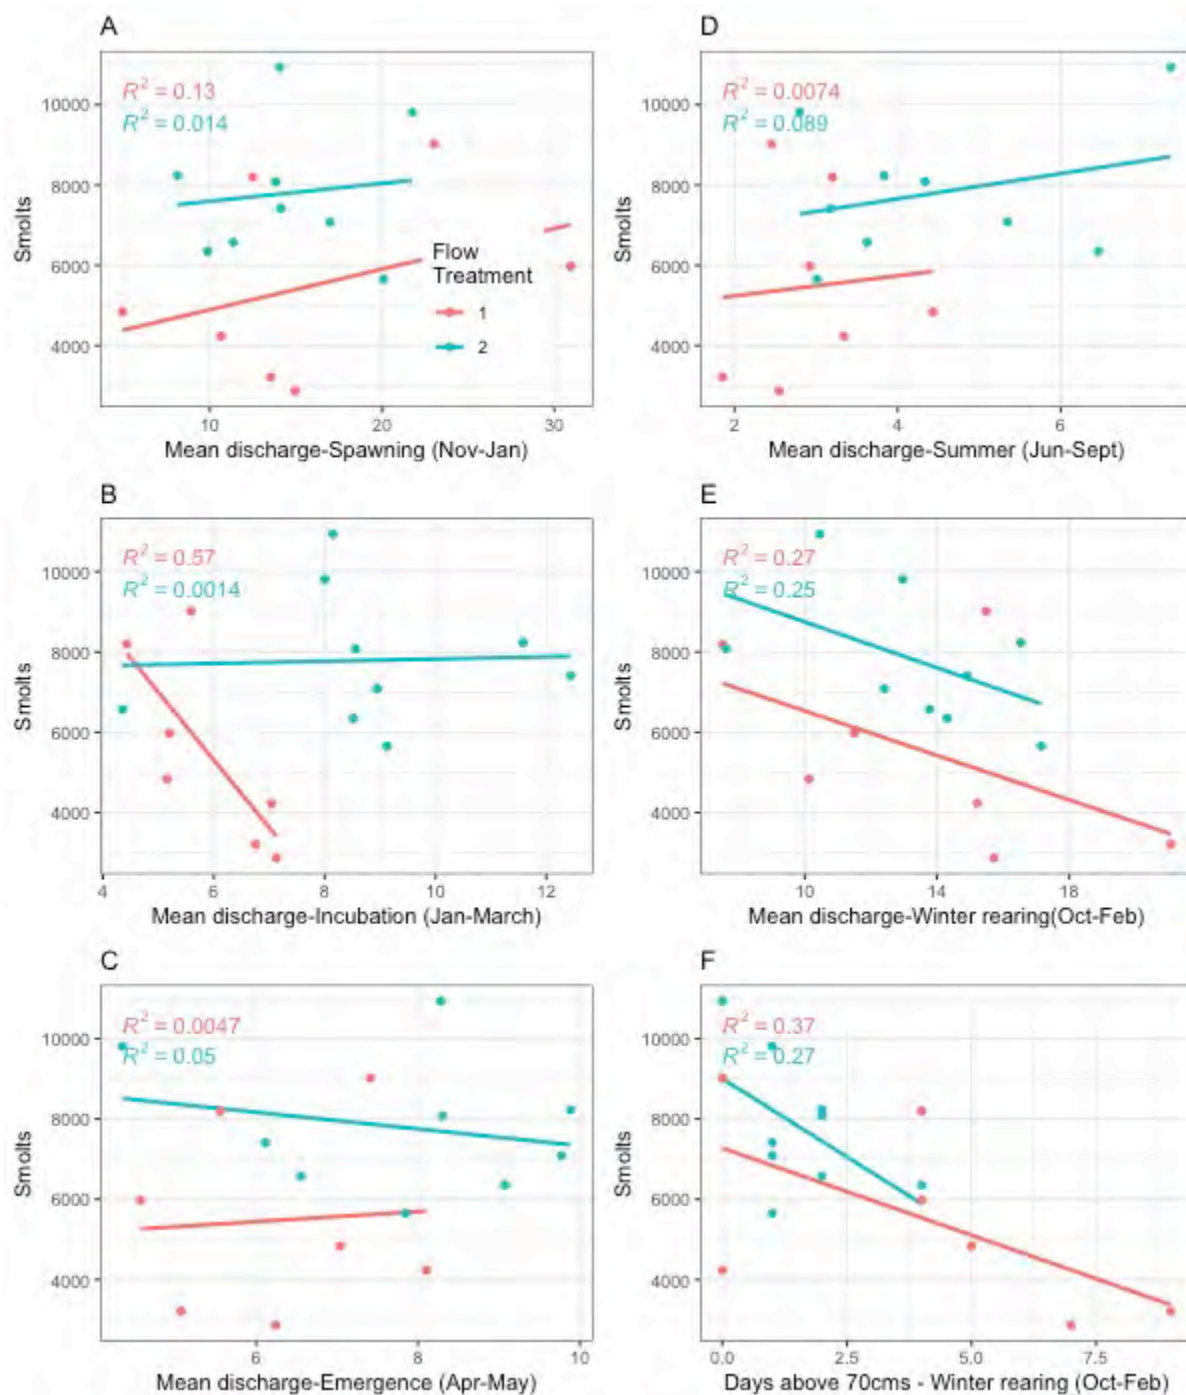 A
R² = 0.13
R² = 0.014
10000
8000
6000
4000
Smolts
Flow
Treatment
1
2
10
20
30
Mean discharge-Spawning (Nov-Jan)
D
R² = 0.0074
R² = 0.089
10000
8000
6000
4000
Smolts
2
4
6
Mean discharge-Summer (Jun-Sept)
B
R² = 0.57
R² = 0.0014
10000
8000
6000
4000
Smolts
4
6
8
10
12
Mean discharge-Incubation (Jan-March)
E
R² = 0.27
R² = 0.25
10000
8000
6000
4000
Smolts
10
14
18
Mean discharge-Winter rearing(Oct-Feb)
C
R² = 0.0047
R² = 0.05
10000
8000
6000
4000
Smolts
6
8
10
Mean discharge-Emergence (Apr-May)
F
R² = 0.37
R² = 0.27
10000
8000
6000
4000
Smolts
0.0
2.5
5.0
7.5
Days above 70cms - Winter rearing (Oct-Feb)